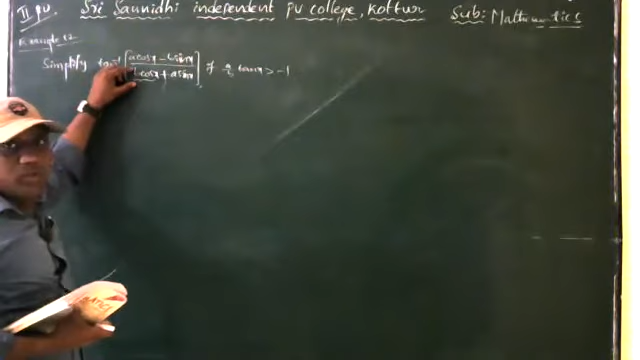 II PU. Sri Saunidhi independent PU college, Kottur Sub: Mathematics
Example 12
Simplify tan⁻¹ [a cosx - b sinx / b cosx + a sinx] if a/b tanx > -1